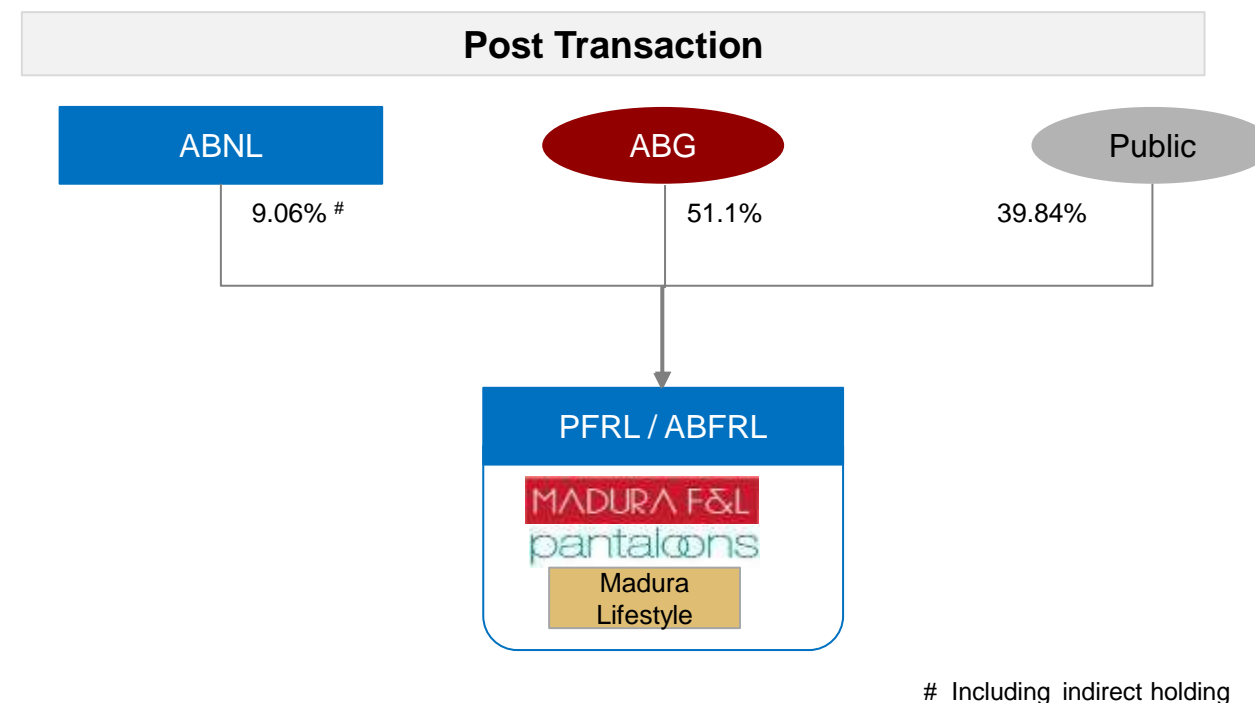 Post Transaction
ABNL
ABG
Public
9.06% #
51.1%
39.84%
PFRL / ABFRL
MADURA F&L
pantaloons
Madura
Lifestyle
# Including indirect holding